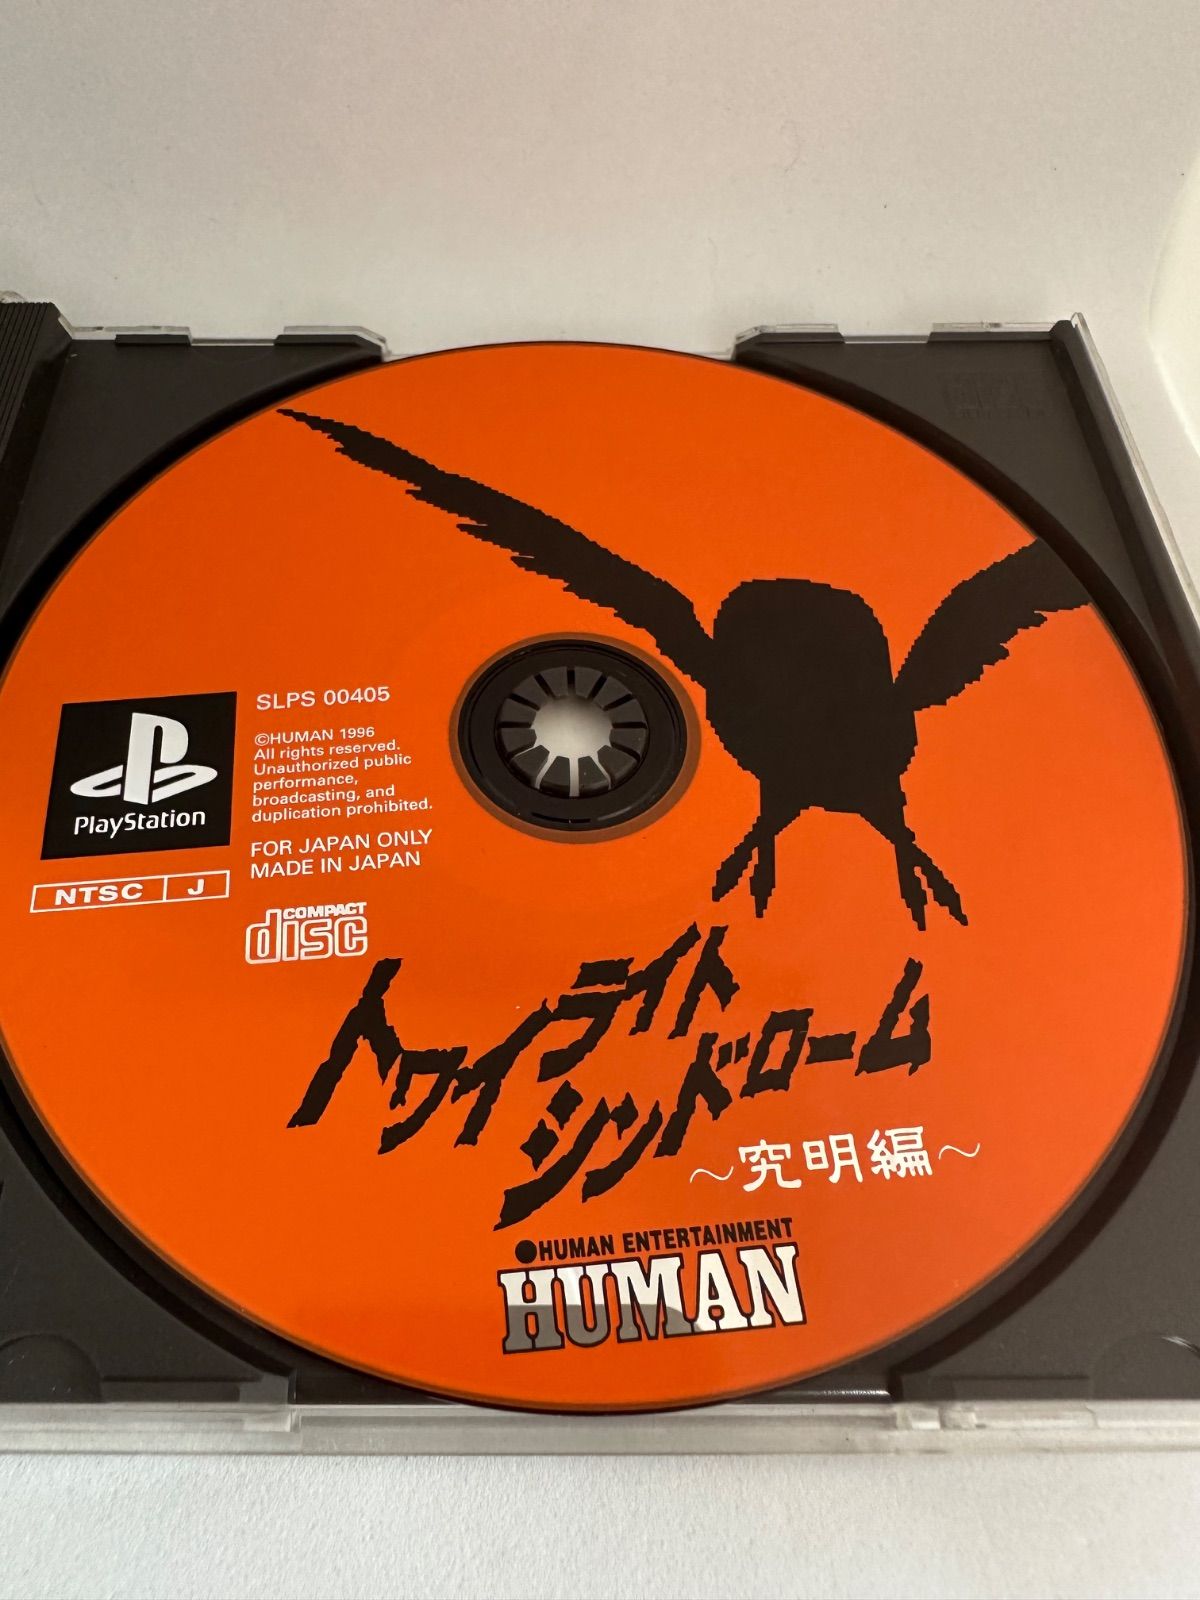 SLPS 00405
©HUMAN 1996
All rights reserved.
Unauthorized public
performance,
broadcasting, and
duplication prohibited.
PlayStation
FOR JAPAN ONLY
MADE IN JAPAN
NTSC J
COMPACT
disc
トワイライト
シンドローム
~究明編~
●HUMAN ENTERTAINMENT
HUMAN